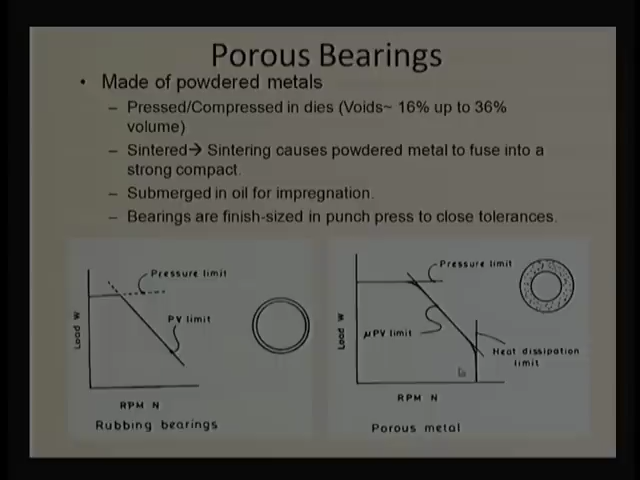 Porous Bearings
• Made of powdered metals
– Pressed/Compressed in dies (Voids~ 16% up to 36%
volume)
– Sintered→ Sintering causes powdered metal to fuse into a
strong compact.
– Submerged in oil for impregnation.
– Bearings are finish-sized in punch press to close tolerances.
Pressure limit
PV limit
Load W
RPM N
Rubbing bearings
Pressure limit
μPV limit
Heat dissipation
limit
Load W
RPM N
Porous metal